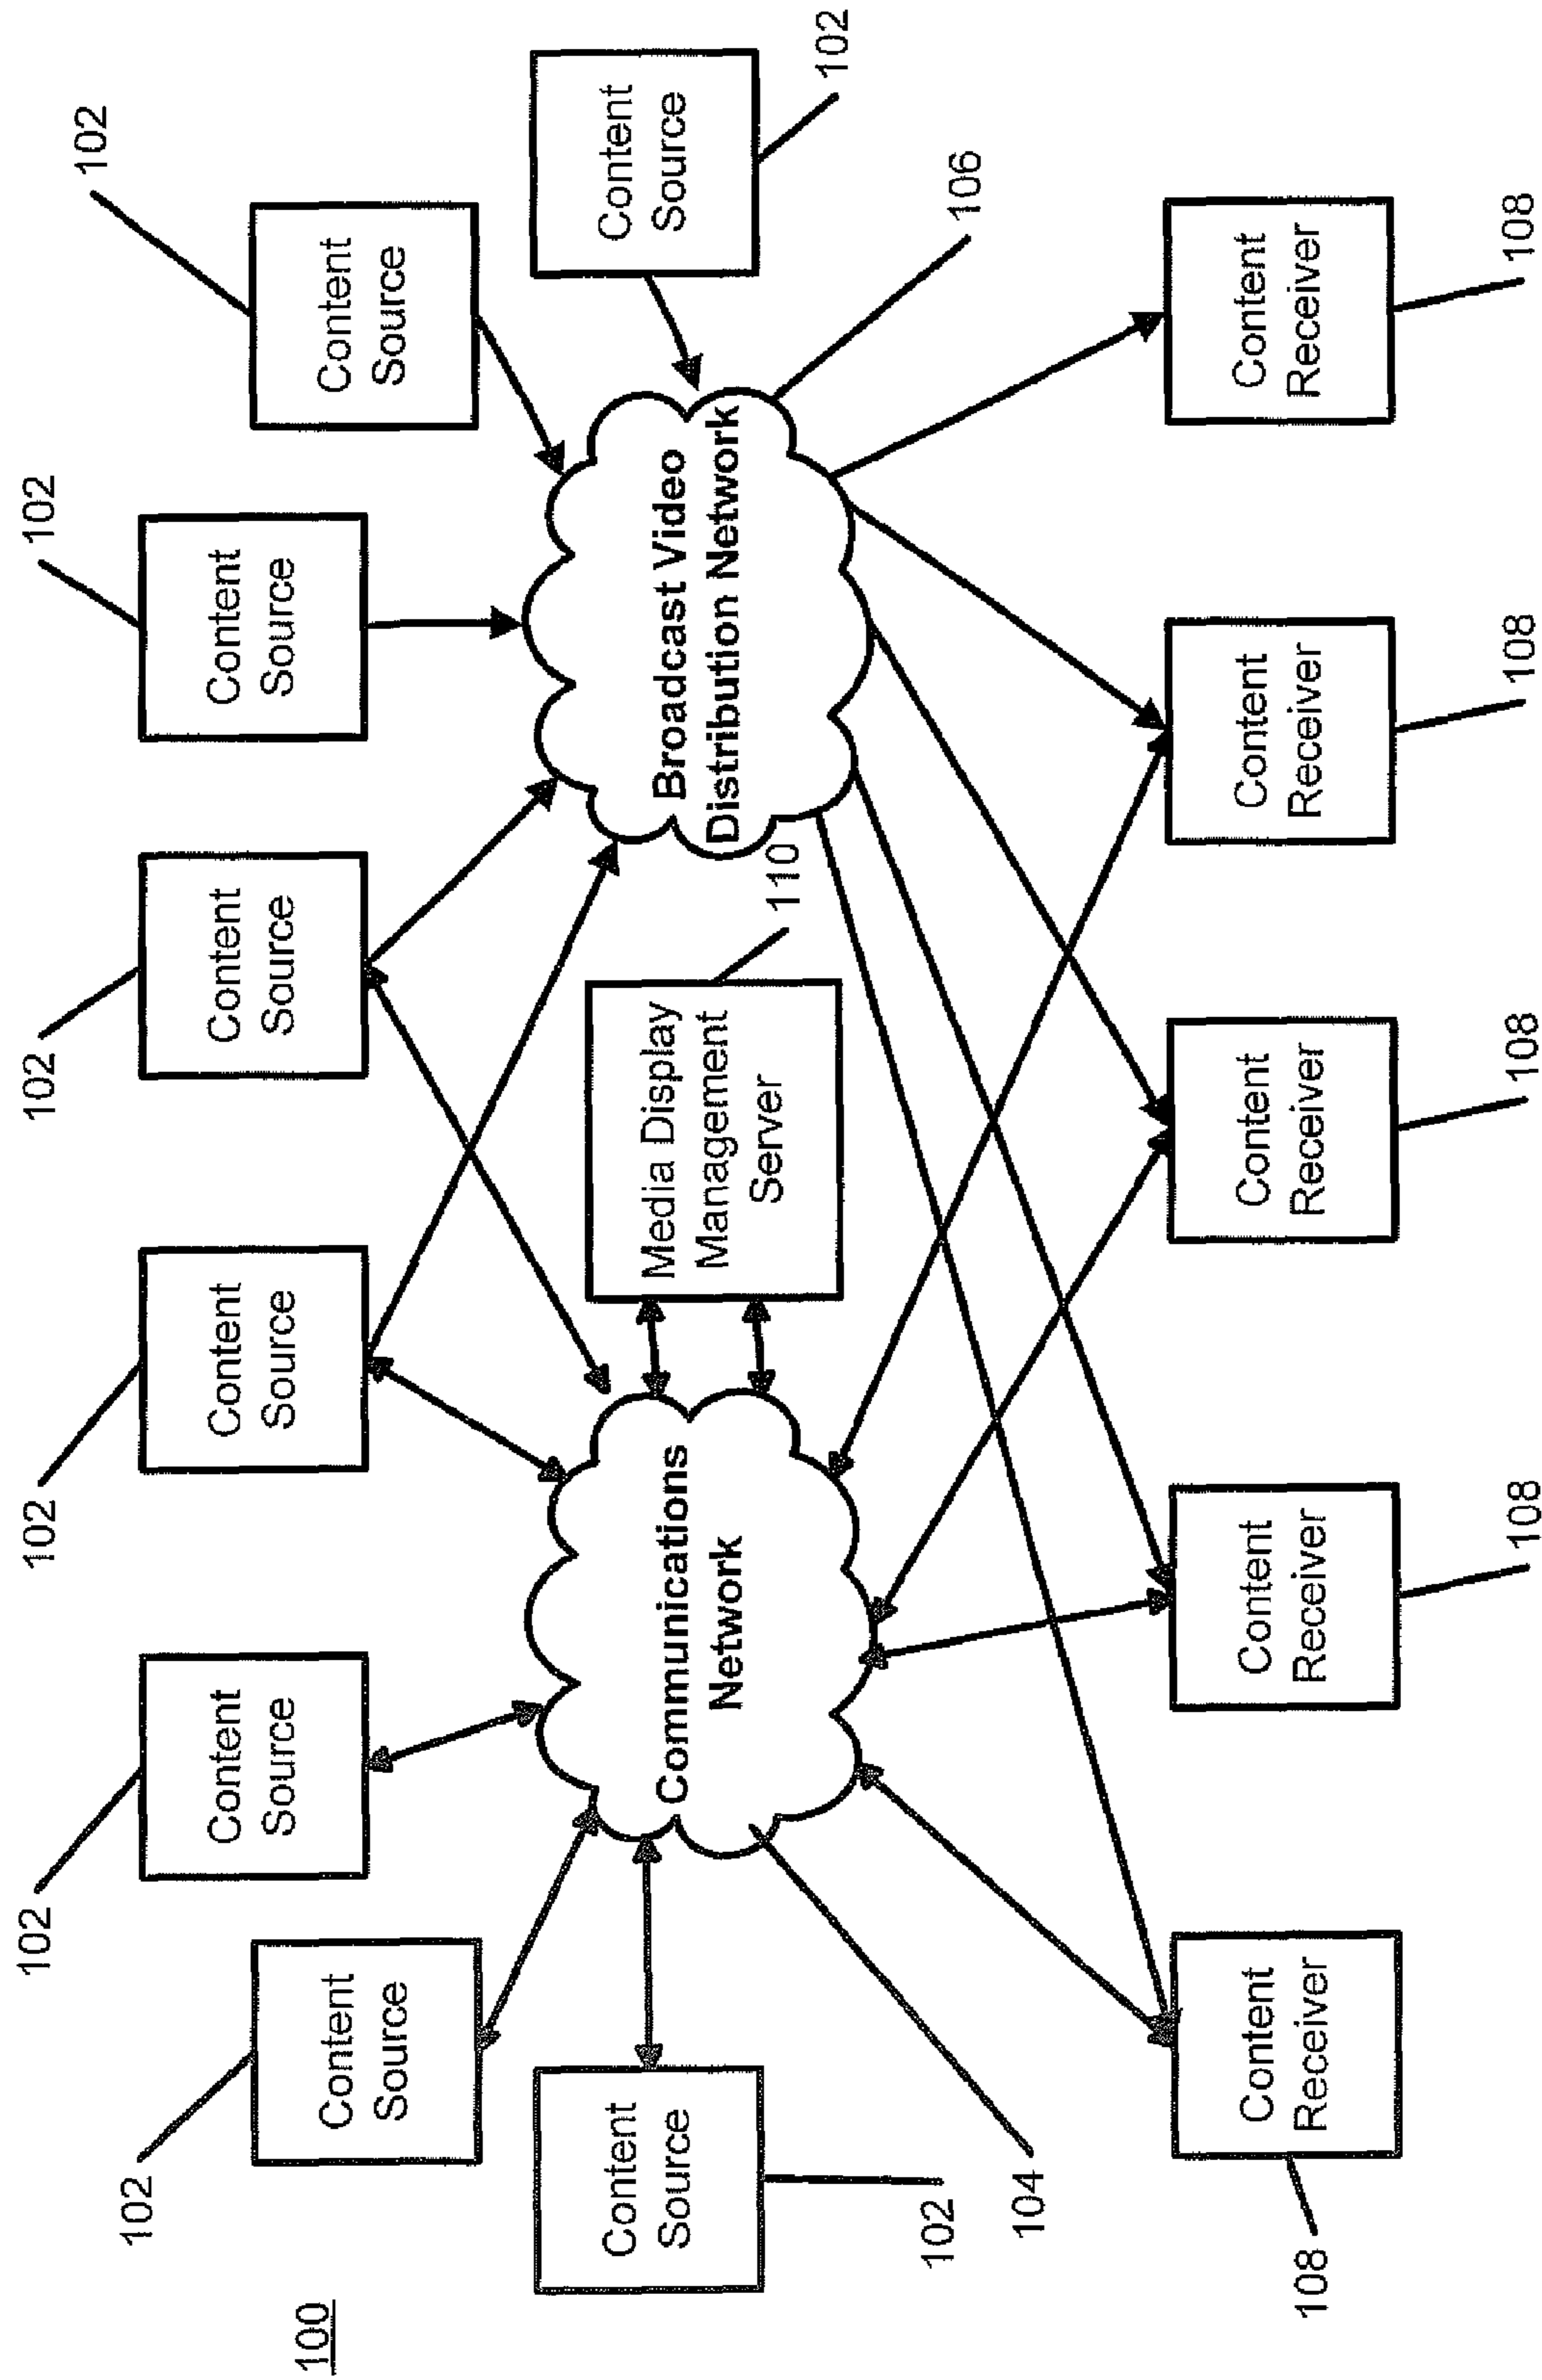 102
102
102
102
102
102
Content
Source
Content
Source
Content
Source
Content
Source
100
Content
Source
Content
Source
Content
Source
Communications
Network
Media Display
Management
Server
110
Broadcast Video
Distribution Network
Content
Source
102
102
104
106
Content
Receiver
Content
Receiver
Content
Receiver
Content
Receiver
Content
Receiver
108
108
108
108
108